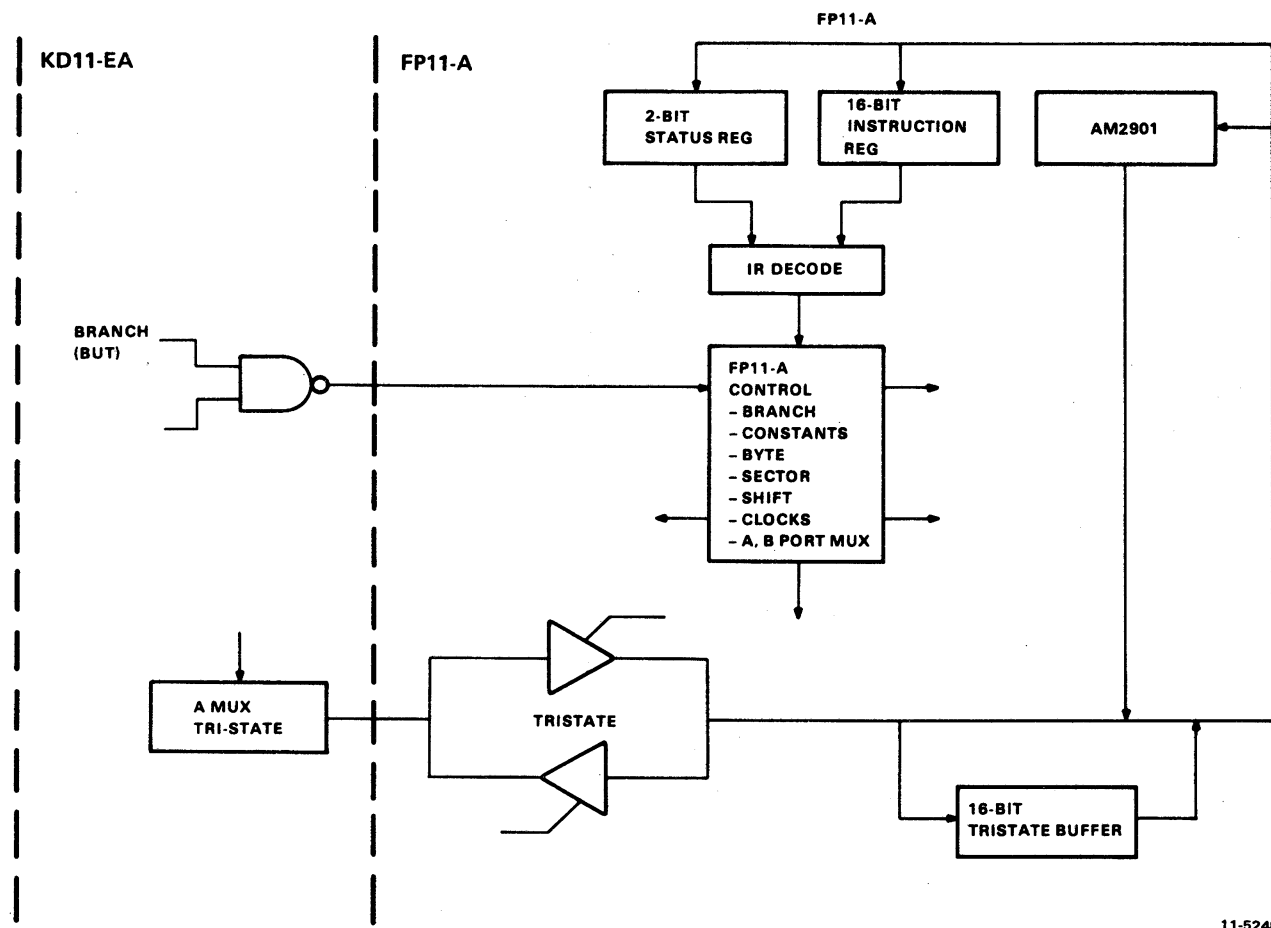 FP11-A
KD11-EA
FP11-A
2-BIT
STATUS REG
16-BIT
INSTRUCTION
REG
AM2901
IR DECODE
BRANCH
(BUT)
FP11-A
CONTROL
– BRANCH
– CONSTANTS
– BYTE
– SECTOR
– SHIFT
– CLOCKS
– A, B PORT MUX
A MUX
TRI-STATE
TRISTATE
16-BIT
TRISTATE BUFFER